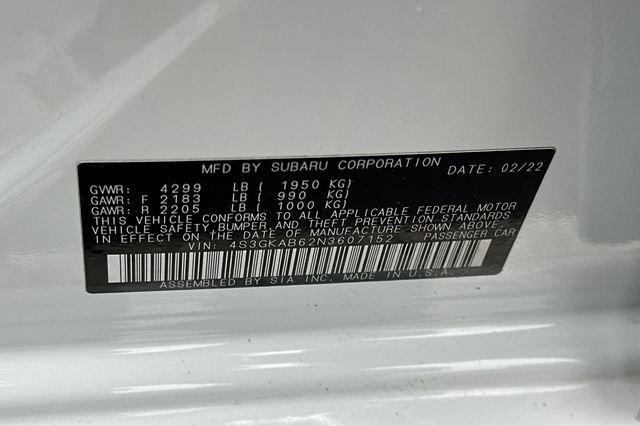 MFD BY SUBARU CORPORATION DATE: 02/22
GVWR: 4299 LB ( 1950 KG)
GAWR: F 2183 LB ( 990 KG)
GAWR: R 2205 LB ( 1000 KG)
THIS VEHICLE CONFORMS TO ALL APPLICABLE FEDERAL MOTOR
VEHICLE SAFETY, BUMPER, AND THEFT PREVENTION STANDARDS
IN EFFECT ON THE DATE OF MANUFACTURE SHOWN ABOVE.
VIN: 4S3GKAB62N3607152 PASSENGER CAR
ASSEMBLED BY SIA INC. MADE IN U.S.A.